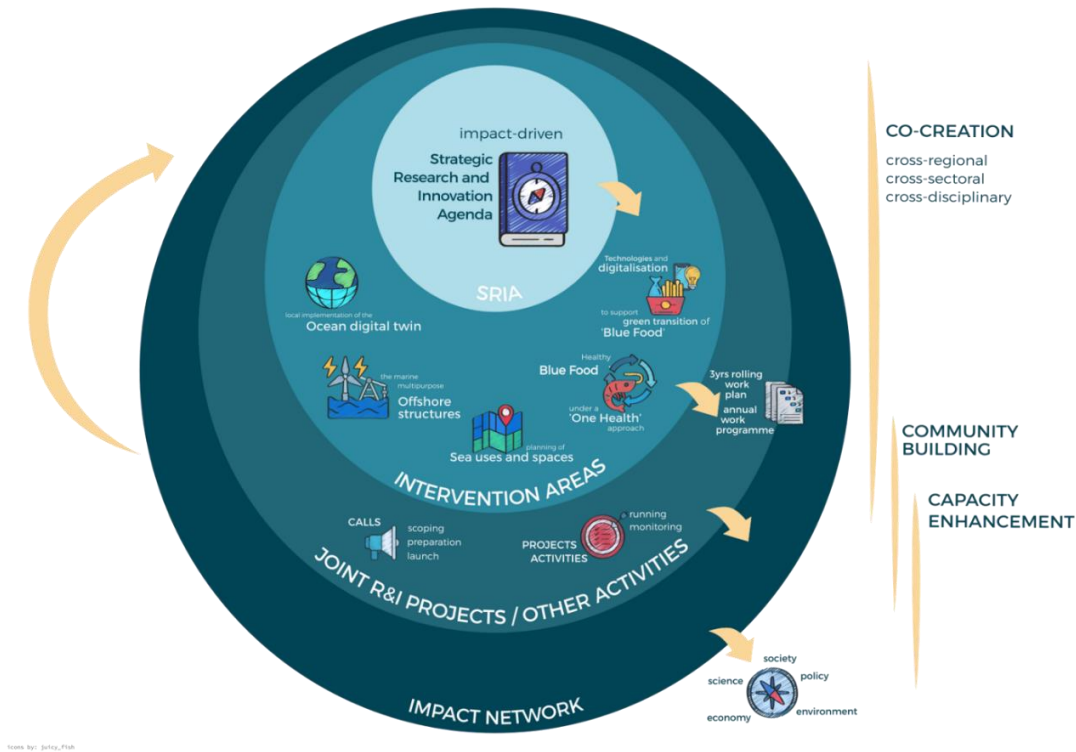 impact-driven
Strategic
Research and
Innovation
Agenda
SRIA
Technologies and
digitalisation
to support
green transition of
'Blue Food'
local implementation of the
Ocean digital twin
the marine
multipurpose
Offshore
structures
Healthy
Blue Food
under a
'One Health'
approach
planning of
Sea uses and spaces
INTERVENTION AREAS
3yrs rolling
work
plan
annual
work
programme
CALLS
scoping
preparation
launch
running
monitoring
PROJECTS
ACTIVITIES
JOINT R&I PROJECTS / OTHER ACTIVITIES
IMPACT NETWORK
society
science
policy
economy
environment
CO-CREATION
cross-regional
cross-sectoral
cross-disciplinary
COMMUNITY
BUILDING
CAPACITY
ENHANCEMENT
icons by: juicy_fish